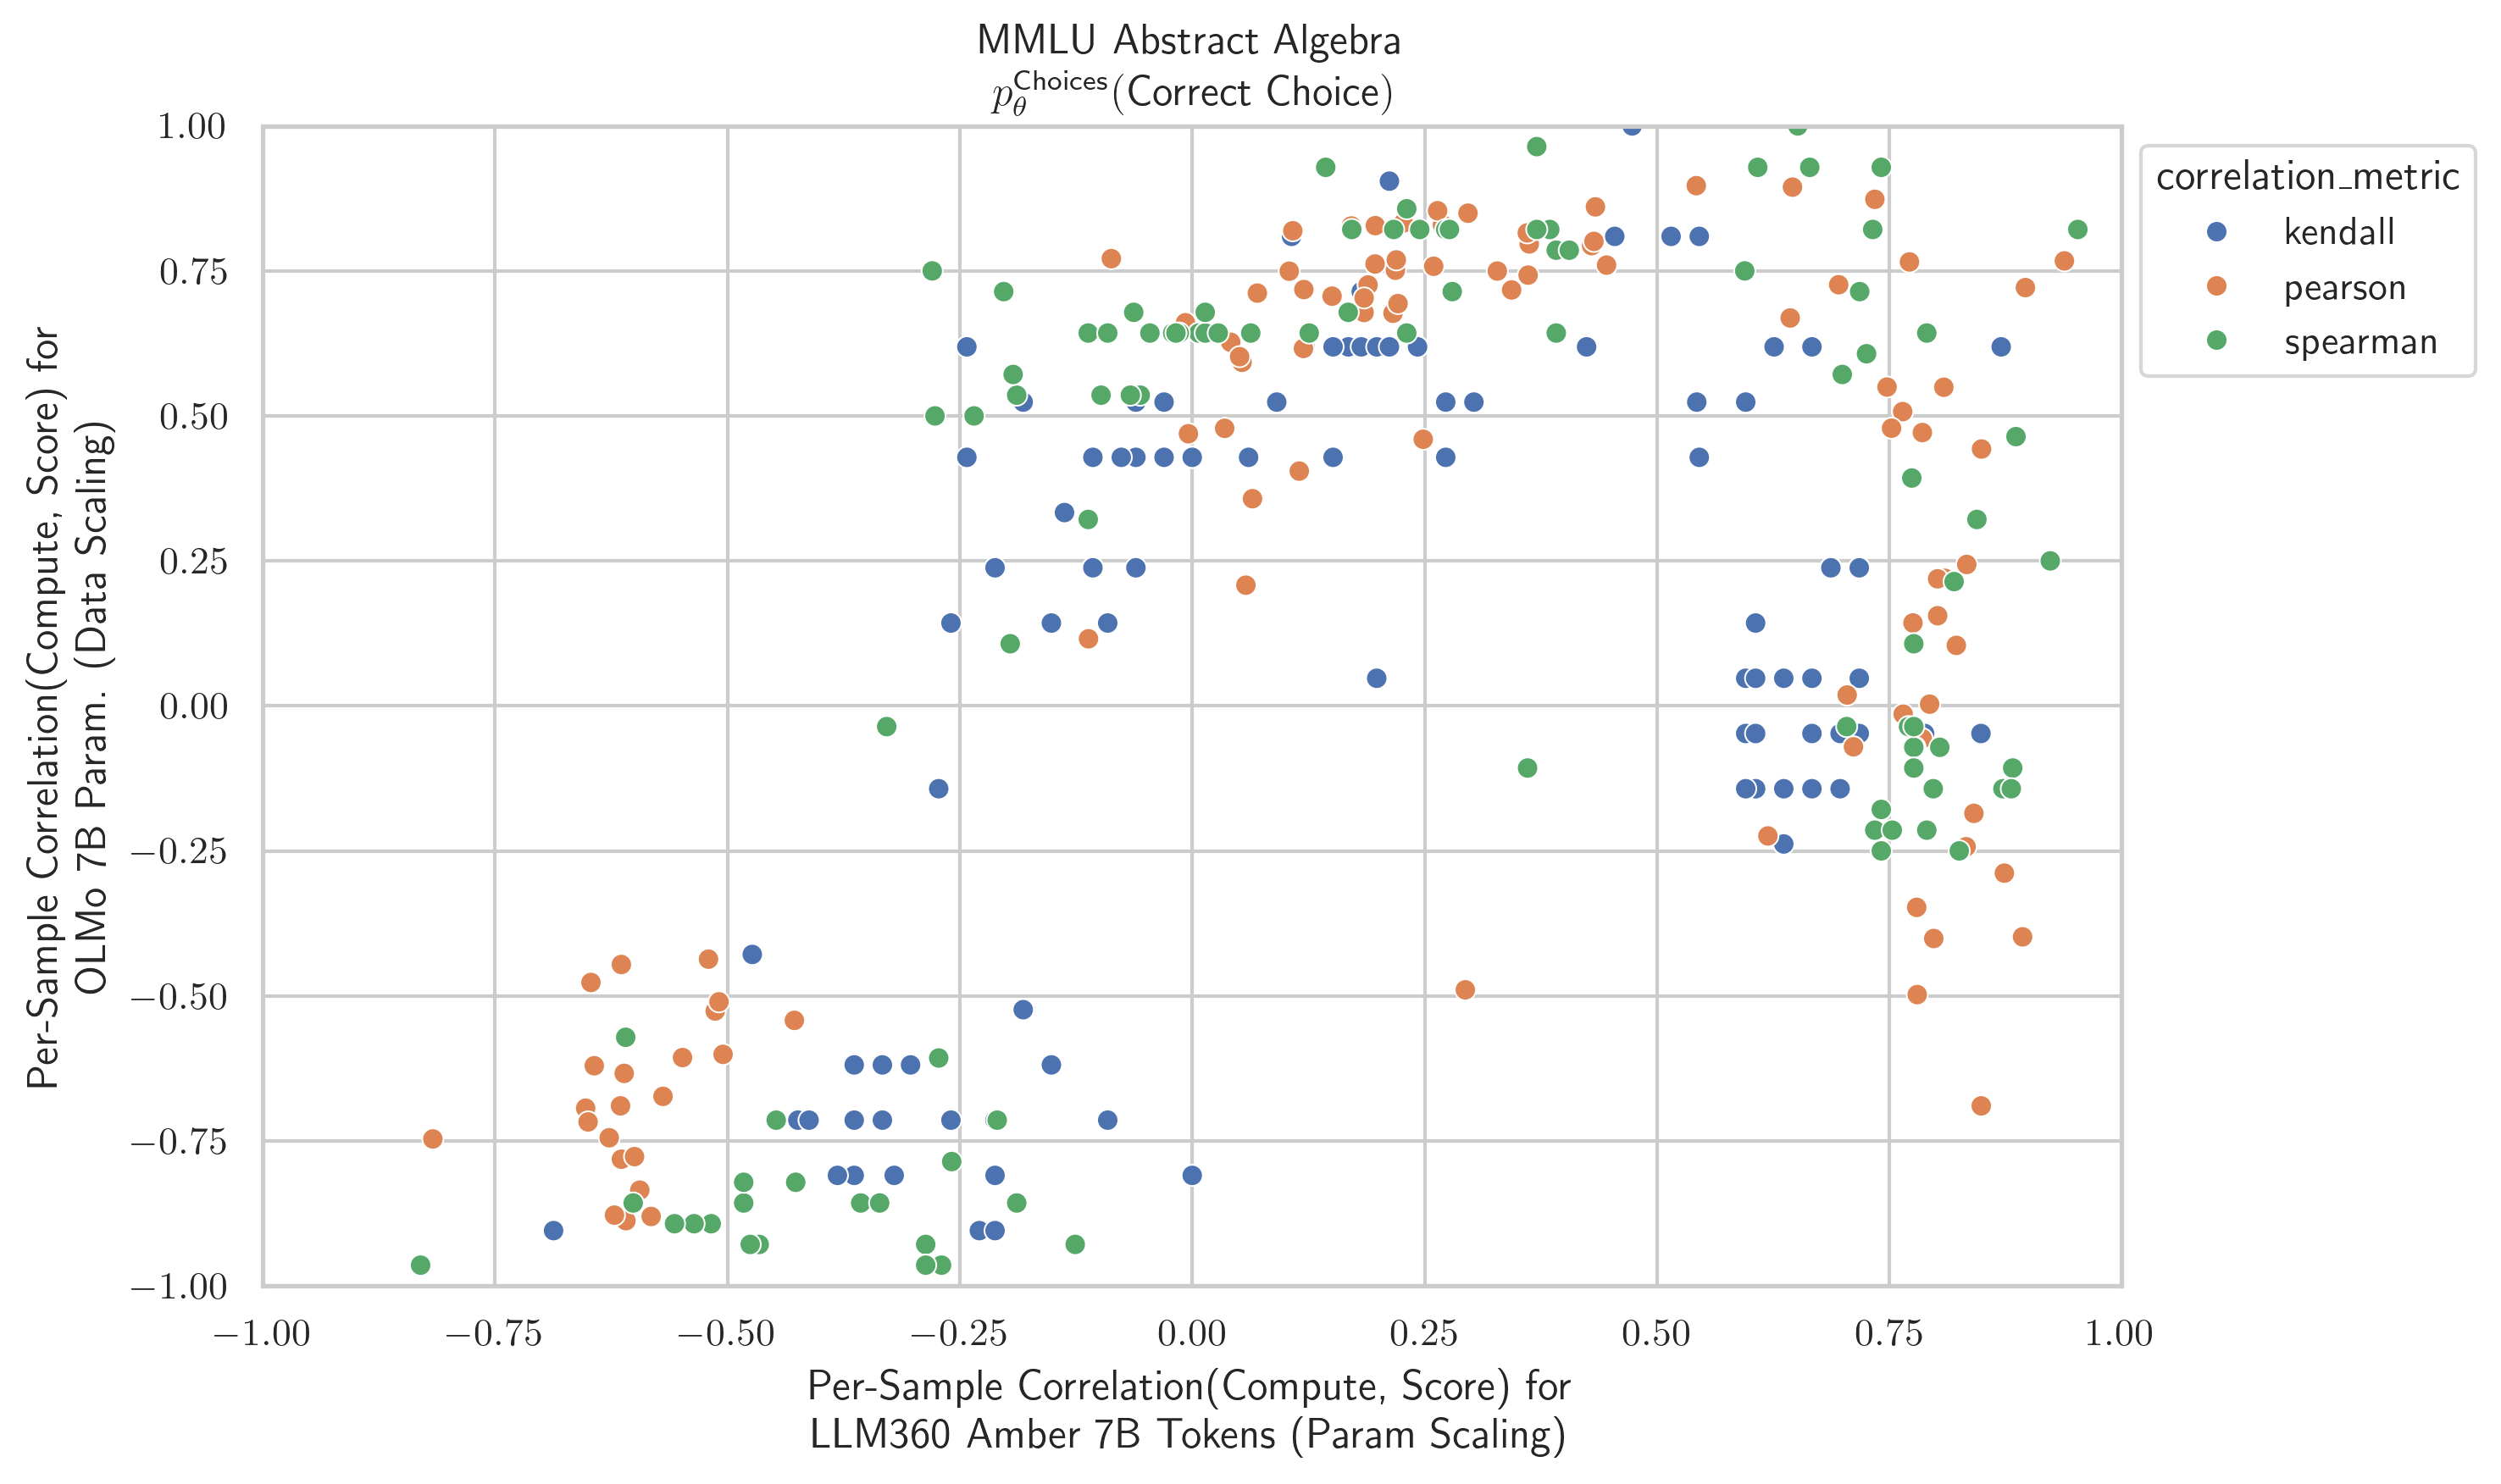 MMLU Abstract Algebra
p_θ^Choices(Correct Choice)
1.00
0.75
0.50
0.25
0.00
−0.25
−0.50
−0.75
−1.00
Per-Sample Correlation(Compute, Score) for
OLMo 7B Param. (Data Scaling)
−1.00
−0.75
−0.50
−0.25
0.00
0.25
0.50
0.75
1.00
Per-Sample Correlation(Compute, Score) for
LLM360 Amber 7B Tokens (Param Scaling)
correlation_metric
kendall
pearson
spearman